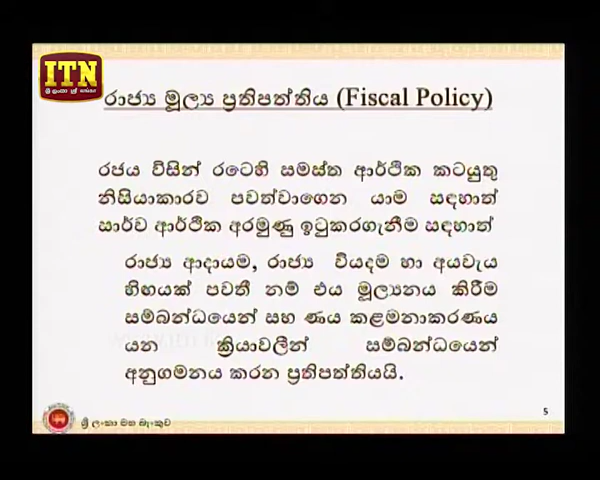 ITN
රාජ්‍ය මූල්‍ය ප්‍රතිපත්තිය (Fiscal Policy)
රජය විසින් රටෙහි සමස්ත ආර්ථික කටයුතු
නිසියාකාරව පවත්වාගෙන යාම සඳහාත්
සාර්ව ආර්ථික අරමුණු ඉටුකරගැනීම සඳහාත්
රාජ්‍ය ආදායම, රාජ්‍ය වියදම හා අයවැය
හිඟයක් පවතී නම් එය මූල්‍යනය කිරීම
සම්බන්ධයෙන් සහ ණය කළමනාකරණය
යන ක්‍රියාවලීන් සම්බන්ධයෙන්
අනුගමනය කරන ප්‍රතිපත්තියයි.
5
ශ්‍රී ලංකා මහ බැංකුව